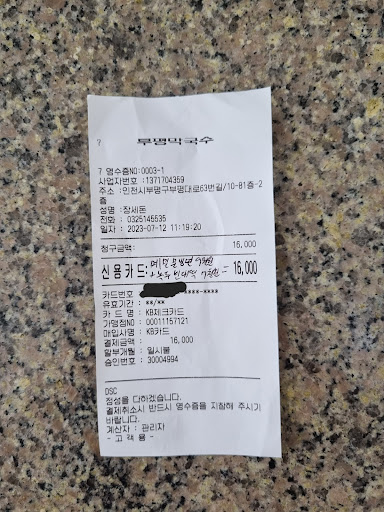 ?
부평막국수
7 영수증NO:0003-1
사업자번호 :1371704359
주소 :인천시부평구부평대로63번길/10-81층-2
층
성명 :장세돈
전화 : 0325145535
일자 : 2023-07-12 11:19:20
청구금액: 16,000
신용카드: 16,000
카드번호 ****-****
유효기간 : **/**
카 드 명 : KB체크카드
가맹점NO : 00011157121
매입사명 : KB카드
결제금액 : 16,000
할부개월 : 일시불
승인번호 : 30004994
DSC
정성을 다하겠습니다.
결제취소시 반드시 영수증을 지참해 주시기
바랍니다.
계산자 : 관리자
- 고 객 용 -